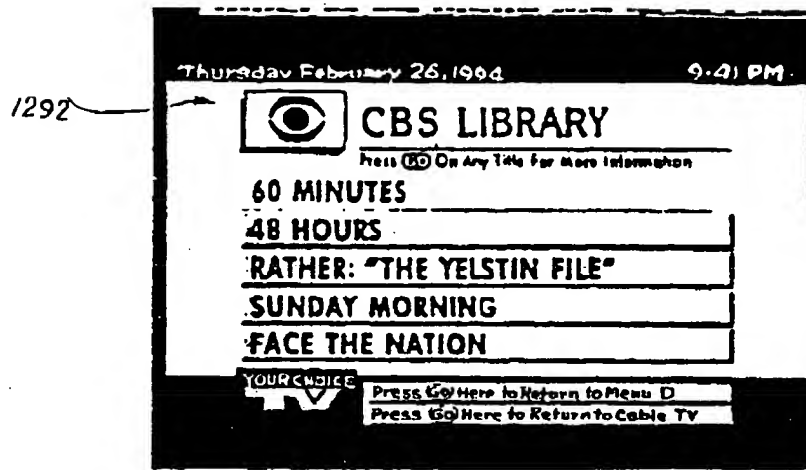 Thursday February 26, 1994 9:41 PM
1292
CBS LIBRARY
Press Go On Any Title For More Information
60 MINUTES
48 HOURS
RATHER: "THE YELSTIN FILE"
SUNDAY MORNING
FACE THE NATION
YOUR CHOICE
TV
Press Go Here to Return to Menu D
Press Go Here to Return to Cable TV